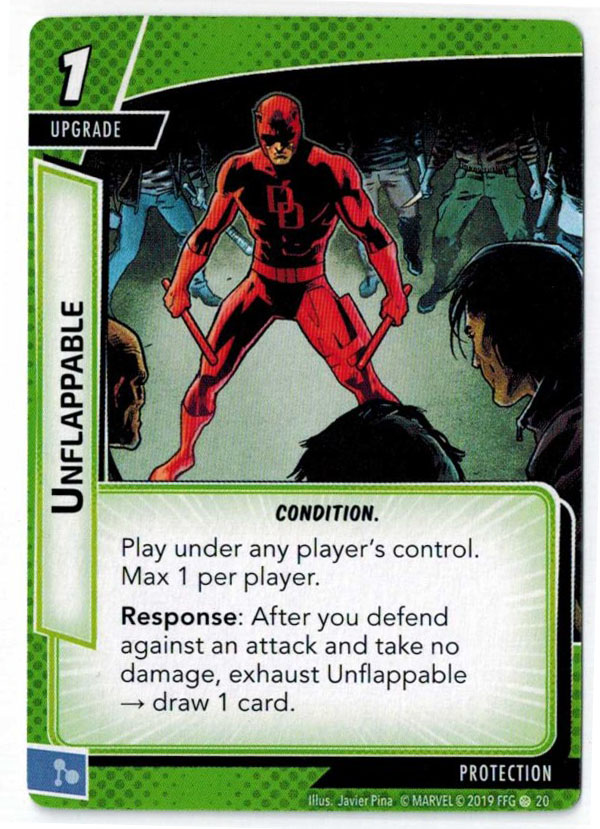 1
UPGRADE
UNFLAPPABLE
DD
CONDITION.
Play under any player's control.
Max 1 per player.
Response: After you defend
against an attack and take no
damage, exhaust Unflappable
→ draw 1 card.
PROTECTION
Illus. Javier Pina © MARVEL © 2019 FFG 20